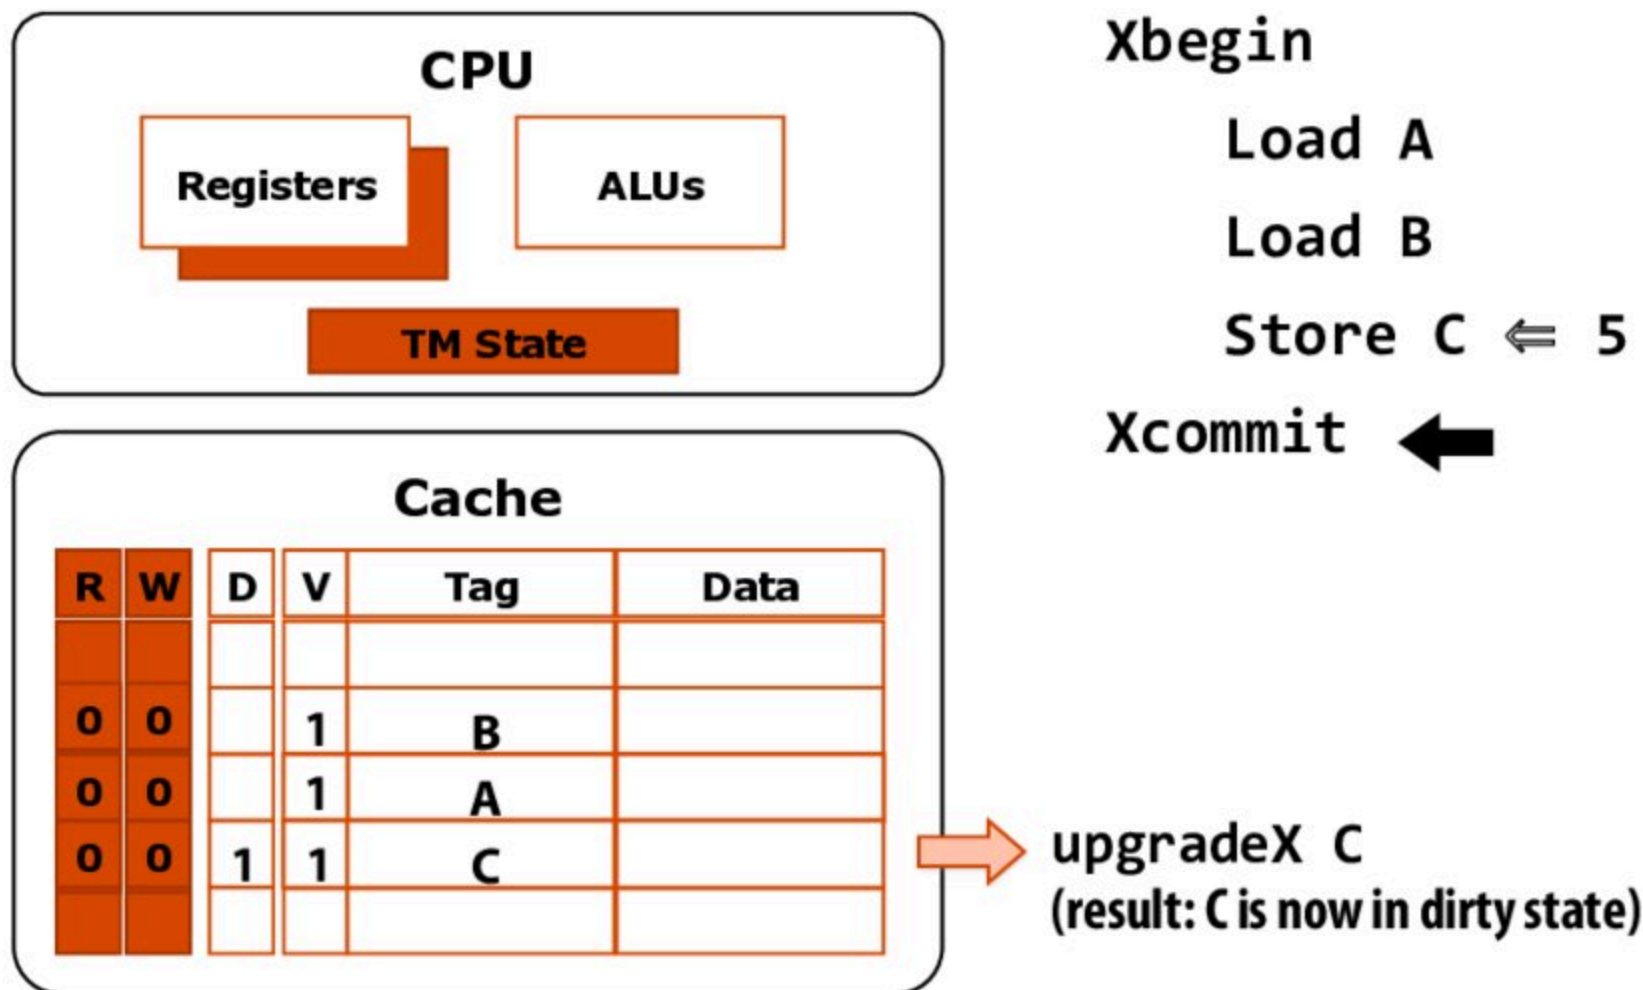 CPU
Registers
ALUs
TM State
Xbegin
Load A
Load B
Store C ⇐ 5
Xcommit
Cache
R W D V Tag Data
0 0 1 B
0 0 1 A
0 0 1 1 C
upgradeX C
(result: C is now in dirty state)